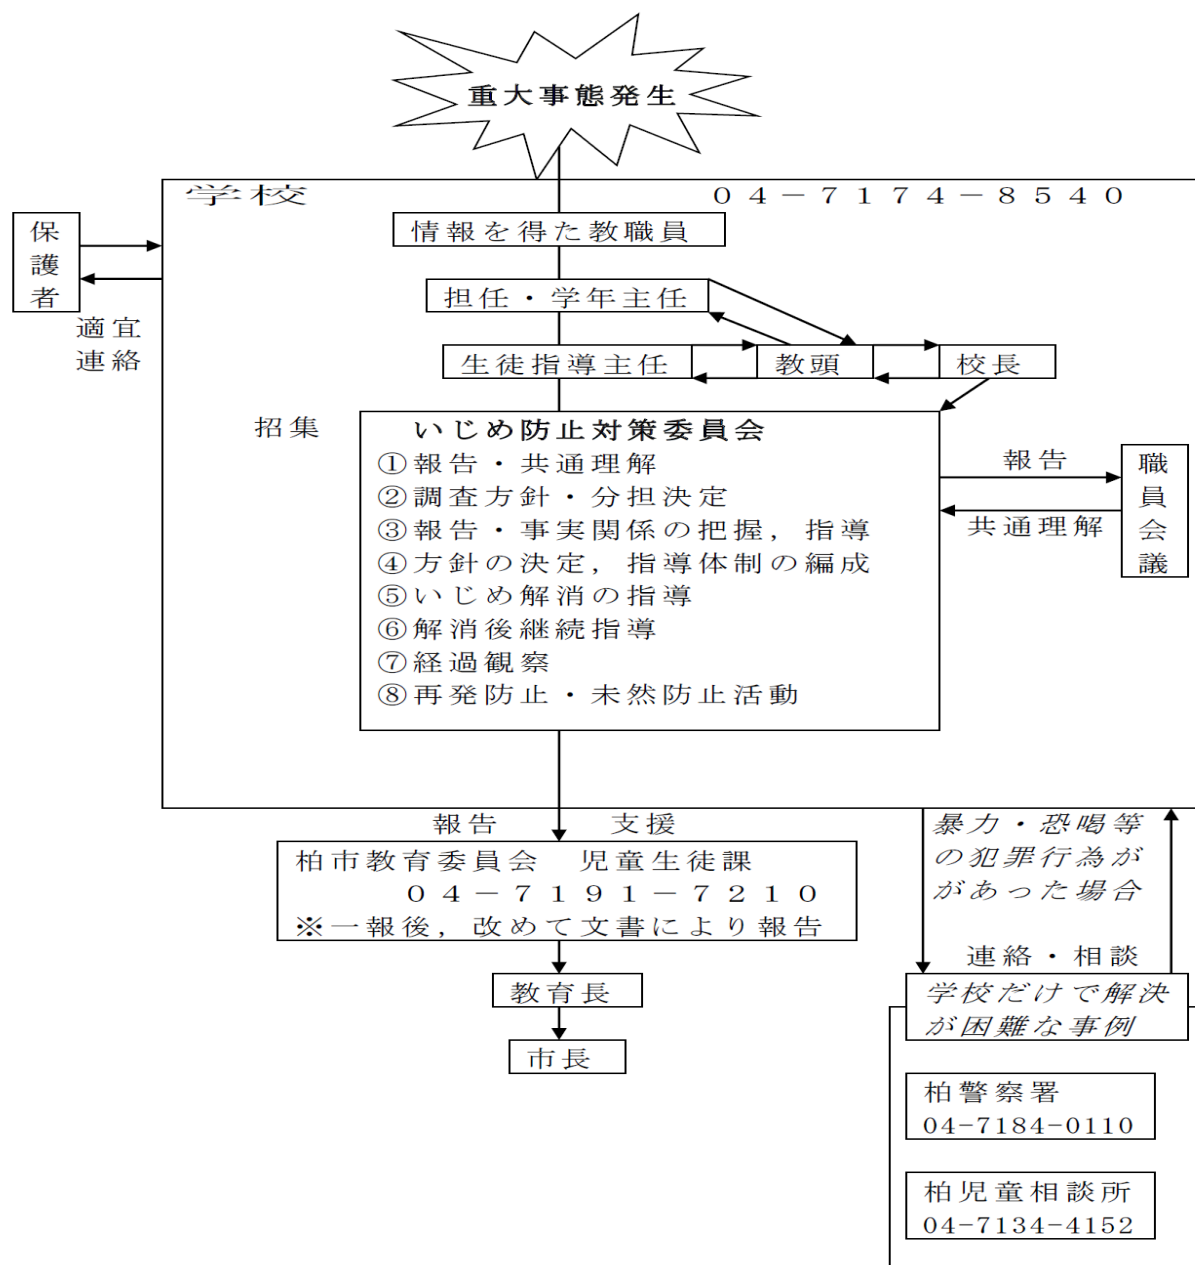 重大事態発生
学校　０４－７１７４－８５４０
保護者
情報を得た教職員
担任・学年主任
適宜
連絡
生徒指導主任
教頭
校長
招集
いじめ防止対策委員会
①報告・共通理解
②調査方針・分担決定
③報告・事実関係の把握，指導
④方針の決定，指導体制の編成
⑤いじめ解消の指導
⑥解消後継続指導
⑦経過観察
⑧再発防止・未然防止活動
報告
共通理解
職員会議
報告　支援
柏市教育委員会　児童生徒課
０４－７１９１－７２１０
※一報後，改めて文書により報告
教育長
市長
暴力・恐喝等
の犯罪行為が
があった場合
連絡・相談
学校だけで解決
が困難な事例
柏警察署
04-7184-0110
柏児童相談所
04-7134-4152